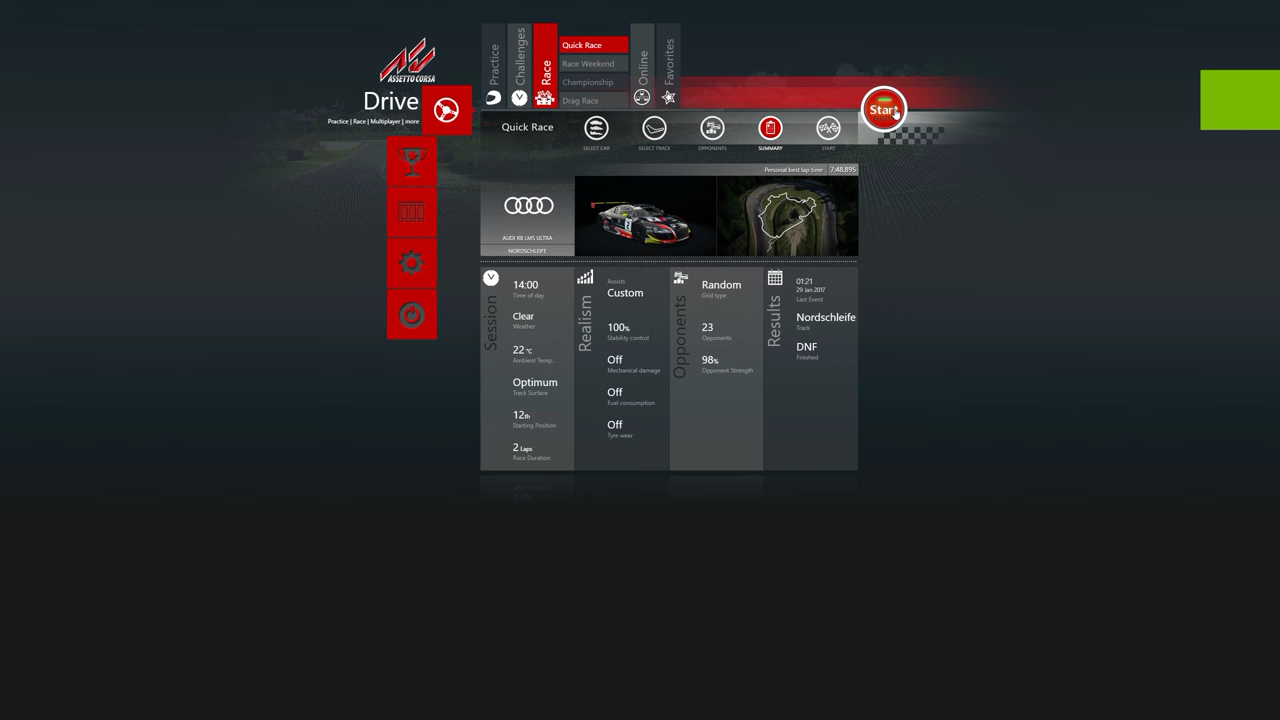 Practice
Challenges
Race
Quick Race
Race Weekend
Championship
Drag Race
Online
Favorites
ASSETTO CORSA
Drive
Practice | Race | Multiplayer | more
Start
Quick Race
SELECT CAR
SELECT TRACK
OPPONENTS
SUMMARY
START
Personal best lap time 7.48.895
AUDI R8 LMS ULTRA
NORDSCHLEIFE
Session
14:00
Time of day
Clear
Weather
22 °C
Ambient Temp.
Optimum
Track Surface
12th
Starting Position
2 Laps
Race Duration
Realism
Assists
Custom
100%
Stability control
Off
Mechanical damage
Off
Fuel consumption
Off
Tyre wear
Opponents
Random
Grid type
23
Opponents
98%
Opponent Strength
Results
01:21
29 Jan 2017
Last Event
Nordschleife
Track
DNF
Finished